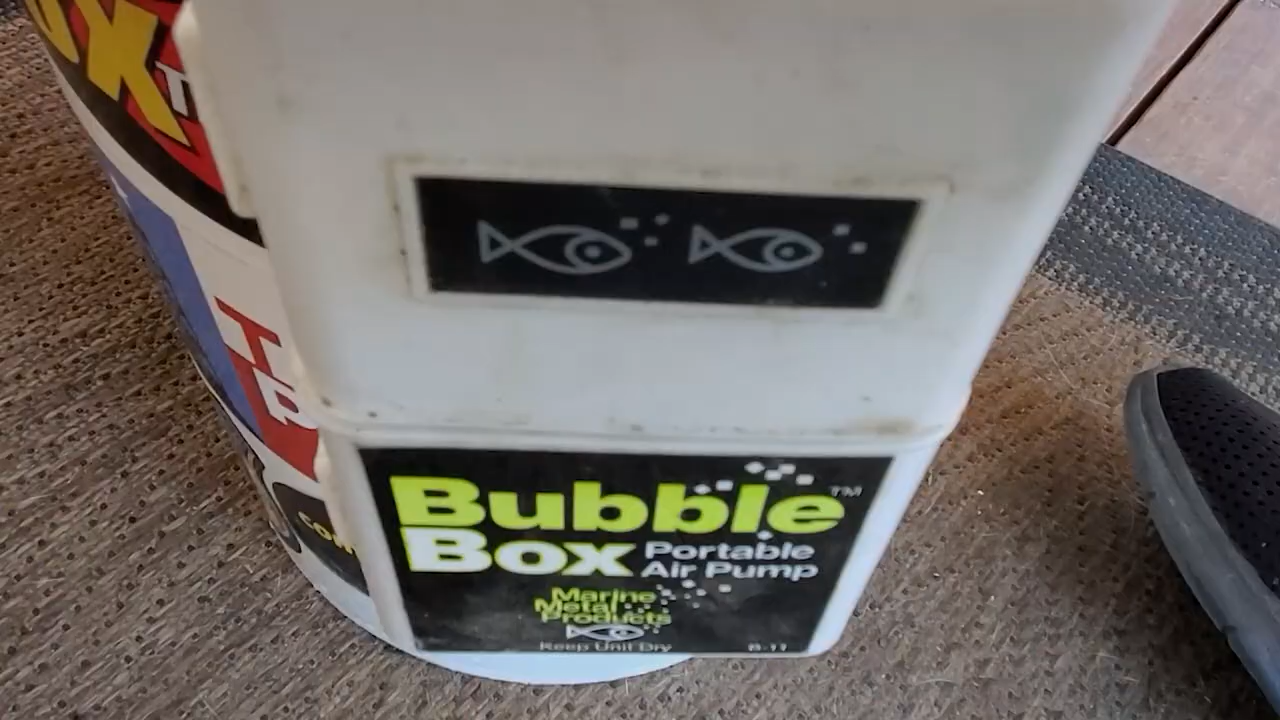 Bubble™
Box Portable
Air Pump
Marine
Metal
Products
Keep Unit Dry B-11